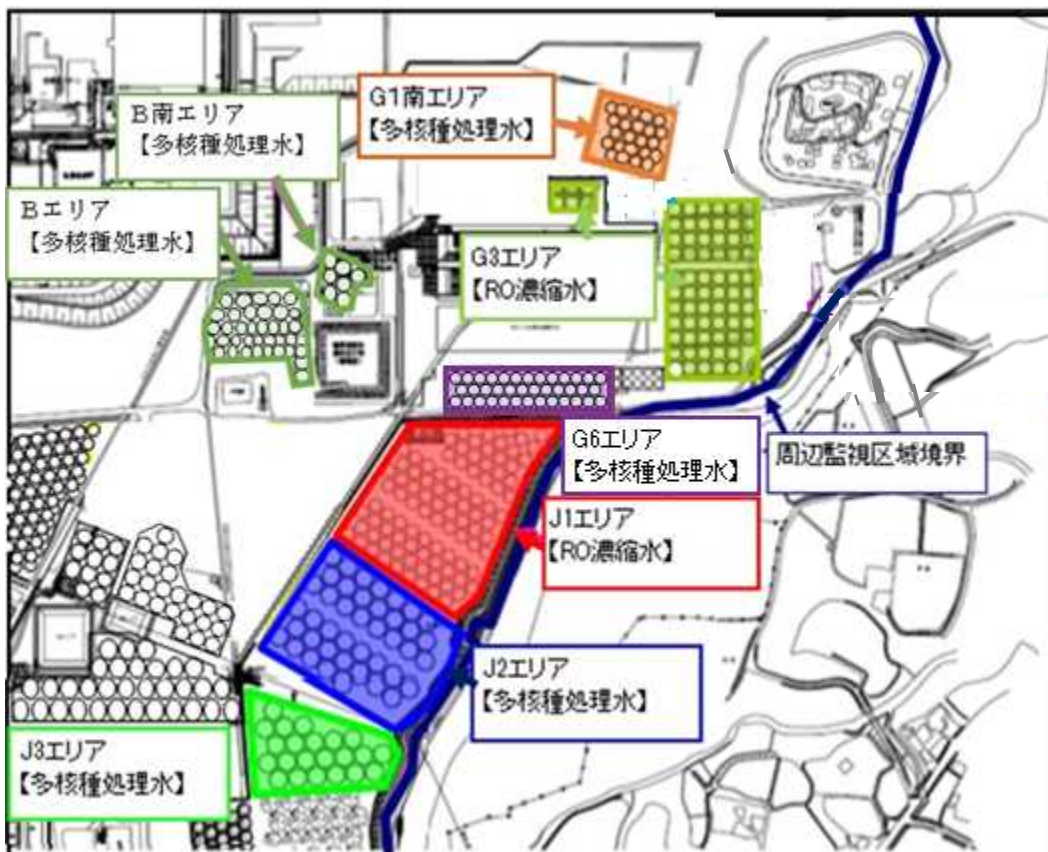 G1南エリア
【多核種処理水】
B南エリア
【多核種処理水】
Bエリア
【多核種処理水】
G3エリア
【RO濃縮水】
G6エリア
【多核種処理水】
周辺監視区域境界
J1エリア
【RO濃縮水】
J2エリア
【多核種処理水】
J3エリア
【多核種処理水】